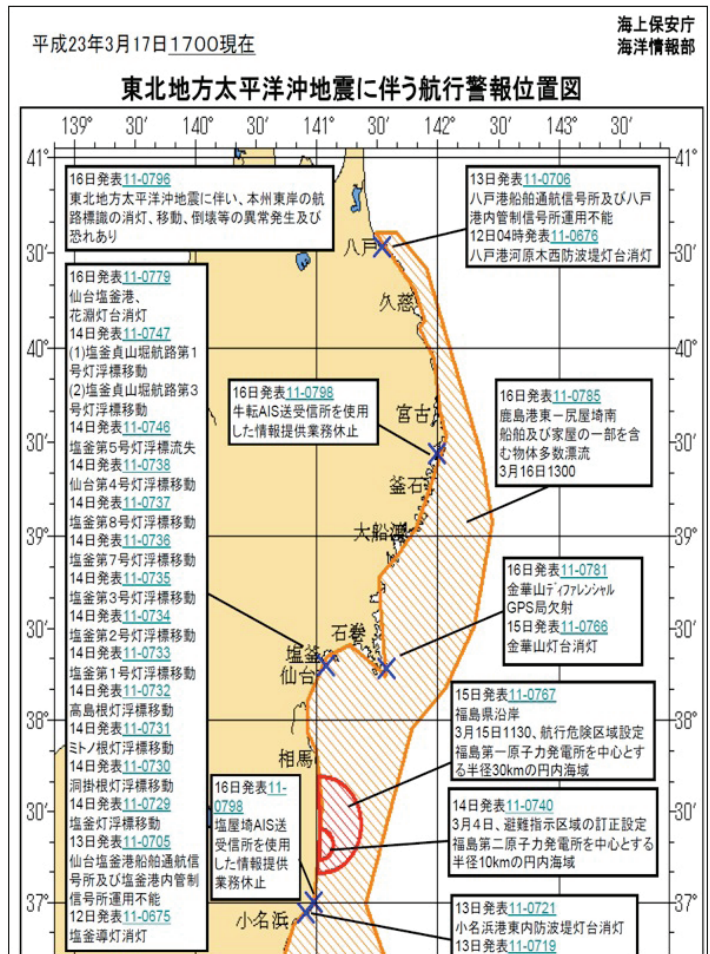 海上保安庁
海洋情報部
平成23年3月17日1700現在
東北地方太平洋沖地震に伴う航行警報位置図
139° 30′ 140° 30′ 141° 30′ 142° 30′ 143° 30′
41° 41°
16日発表11-0796
東北地方太平洋沖地震に伴い、本州東岸の航
路標識の消灯、移動、倒壊等の異常発生及び
恐れあり
13日発表11-0706
八戸港船舶通航信号所及び八戸
港内管制信号所運用不能
12日04時発表11-0676
八戸港河原木西防波堤灯台消灯
30′ 30′
八戸
久慈
16日発表11-0779
仙台塩釜港、
花淵灯台消灯
14日発表11-0747
(1)塩釜貞山堀航路第1
号灯浮標移動
(2)塩釜貞山堀航路第3
号灯浮標移動
14日発表11-0746
塩釜第5号灯浮標流失
14日発表11-0738
仙台第4号灯浮標移動
14日発表11-0737
塩釜第8号灯浮標移動
14日発表11-0736
塩釜第7号灯浮標移動
14日発表11-0735
塩釜第3号灯浮標移動
14日発表11-0734
塩釜第2号灯浮標移動
14日発表11-0733
塩釜第1号灯浮標移動
14日発表11-0732
高島根灯浮標移動
14日発表11-0731
ミトノ根灯浮標移動
14日発表11-0730
洞掛根灯浮標移動
14日発表11-0729
塩釜灯浮標移動
13日発表11-0705
仙台塩釜港船舶通航信
号所及び塩釜港内管制
信号所運用不能
12日発表11-0675
塩釜導灯消灯
40° 40°
16日発表11-0798
牛転AIS送受信所を使用
した情報提供業務休止
宮古
16日発表11-0785
鹿島港東－尻屋埼南
船舶及び家屋の一部を含
む物体多数漂流
3月16日1300
30′ 30′
釜石
大船渡
39° 39°
16日発表11-0781
金華山ディファレンシャル
GPS局欠射
15日発表11-0766
金華山灯台消灯
30′ 30′
石巻
塩釜
仙台
38° 38°
15日発表11-0767
福島県沿岸
3月15日1130、航行危険区域設定
福島第一原子力発電所を中心とす
る半径30kmの円内海域
相馬
16日発表11-
0798
塩屋埼AIS送
受信所を使用
した情報提供
業務休止
14日発表11-0740
3月4日、避難指示区域の訂正設定
福島第二原子力発電所を中心とする
半径10kmの円内海域
30′ 30′
37° 37°
小名浜
13日発表11-0721
小名浜港東内防波堤灯台消灯
13日発表11-0719